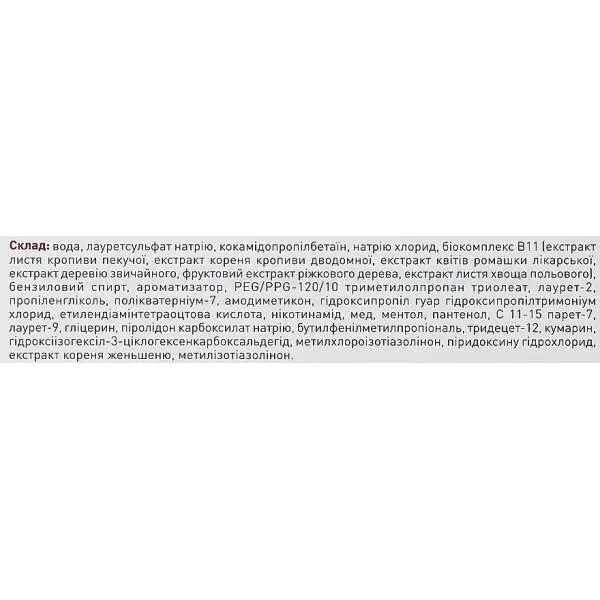 Склад: вода, лауретсульфат натрію, кокамідопропілбетаїн, натрію хлорид, біокомплекс В11 (екстракт
листя кропиви пекучої, екстракт кореня кропиви дводомної, екстракт квітів ромашки лікарської,
екстракт деревію звичайного, фруктовий екстракт ріжкового дерева, екстракт листя хвоща польового),
бензиловий спирт, ароматизатор, PEG/PPG-120/10 триметилолпропан триолеат, лаурет-2,
пропіленгліколь, полікватерніум-7, амодиметикон, гідроксипропіл гуар гідроксипропілтримоніум
хлорид, етилендіамінтетраоцтова кислота, нікотинамід, мед, ментол, пантенол, С 11-15 парет-7,
лаурет-9, гліцерин, піролідон карбоксилат натрію, бутилфенілметилпропіональ, тридецет-12, кумарин,
гідроксіізогексіл-3-циклогексенкарбоксальдегід, метилхлороізотіазолінон, піридоксину гідрохлорид,
екстракт кореня женьшеню, метилізотіазолінон.